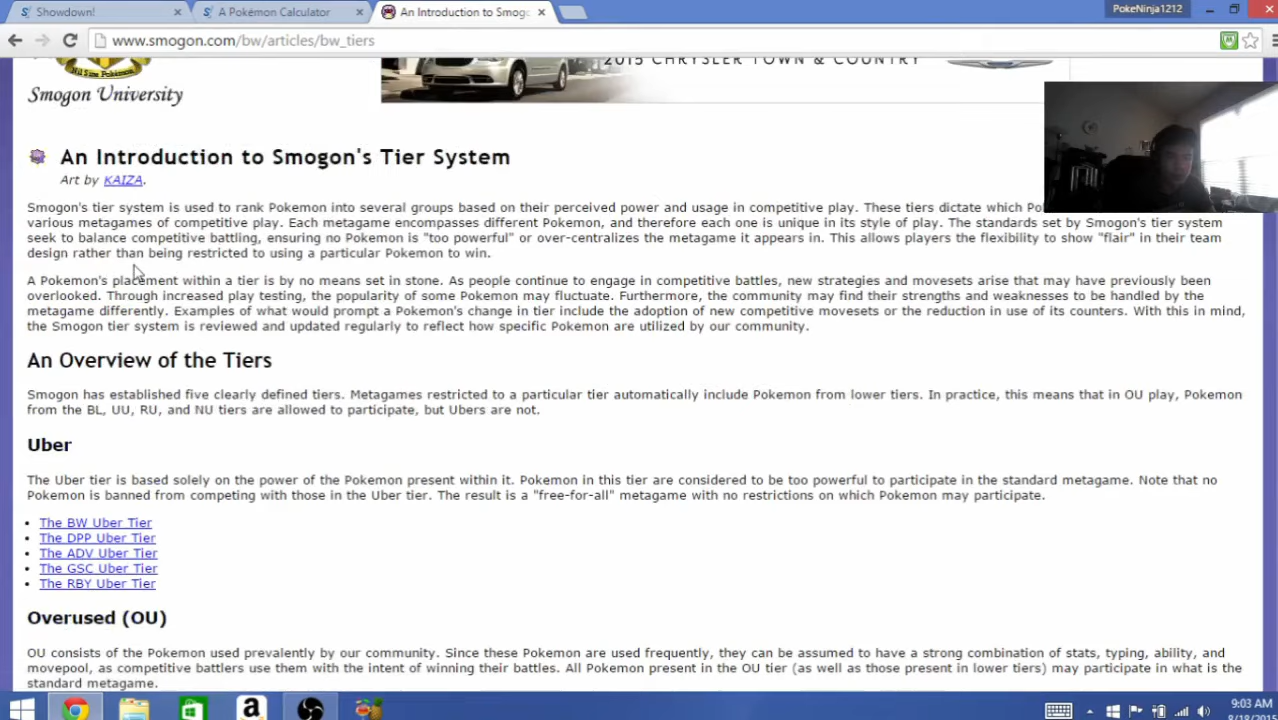 Showdown!
A Pokémon Calculator
An Introduction to Smog
PokeNinja1212
www.smogon.com/bw/articles/bw_tiers
Smogon University
2015 CHRYSLER TOWN & COUNTRY
An Introduction to Smogon's Tier System
Art by KAIZA.
Smogon's tier system is used to rank Pokemon into several groups based on their perceived power and usage in competitive play. These tiers dictate which
various metagames of competitive play. Each metagame encompasses different Pokemon, and therefore each one is unique in its style of play. The standards set by Smogon's tier system
seek to balance competitive battling, ensuring no Pokemon is "too powerful" or over-centralizes the metagame it appears in. This allows players the flexibility to show "flair" in their team
design rather than being restricted to using a particular Pokemon to win.
A Pokemon's placement within a tier is by no means set in stone. As people continue to engage in competitive battles, new strategies and movesets arise that may have previously been
overlooked. Through increased play testing, the popularity of some Pokemon may fluctuate. Furthermore, the community may find their strengths and weaknesses to be handled by the
metagame differently. Examples of what would prompt a Pokemon's change in tier include the adoption of new competitive movesets or the reduction in use of its counters. With this in mind,
the Smogon tier system is reviewed and updated regularly to reflect how specific Pokemon are utilized by our community.
An Overview of the Tiers
Smogon has established five clearly defined tiers. Metagames restricted to a particular tier automatically include Pokemon from lower tiers. In practice, this means that in OU play, Pokemon
from the BL, UU, RU, and NU tiers are allowed to participate, but Ubers are not.
Uber
The Uber tier is based solely on the power of the Pokemon present within it. Pokemon in this tier are considered to be too powerful to participate in the standard metagame. Note that no
Pokemon is banned from competing with those in the Uber tier. The result is a "free-for-all" metagame with no restrictions on which Pokemon may participate.
• The BW Uber Tier
• The DPP Uber Tier
• The ADV Uber Tier
• The GSC Uber Tier
• The RBY Uber Tier
Overused (OU)
OU consists of the Pokemon used prevalently by our community. Since these Pokemon are used frequently, they can be assumed to have a strong combination of stats, typing, ability, and
movepool, as competitive battlers use them with the intent of winning their battles. All Pokemon present in the OU tier (as well as those present in lower tiers) may participate in what is the
standard metagame.
9:03 AM